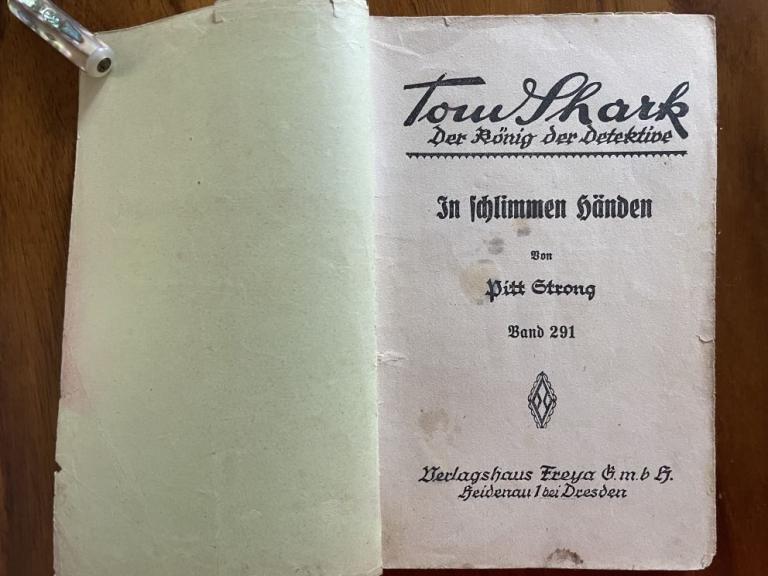 Tom Shark
Der König der Detektive
In schlimmen Händen
Von
Pitt Strong
Band 291
Verlagshaus Freya G.m.b H.
Heidenau 1 bei Dresden